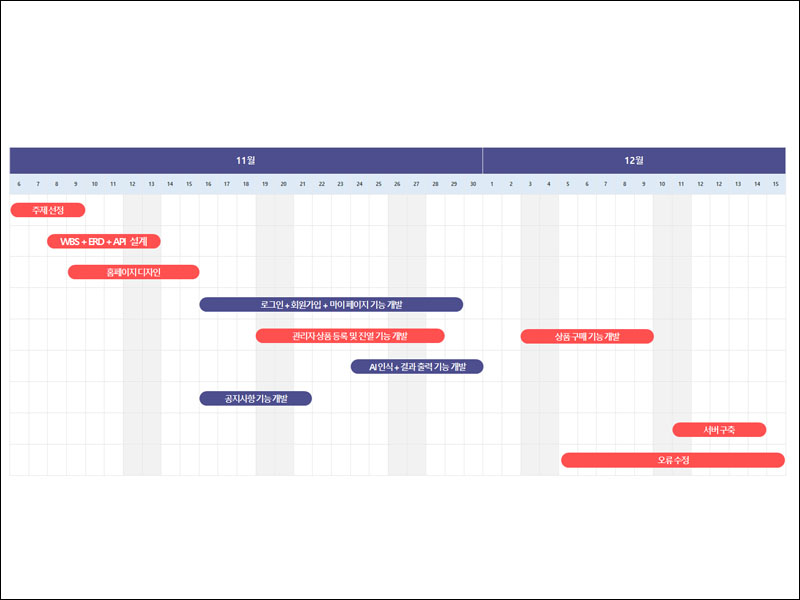 11월 12월
6 7 8 9 10 11 12 13 14 15 16 17 18 19 20 21 22 23 24 25 26 27 28 29 30 1 2 3 4 5 6 7 8 9 10 11 12 12 13 14 15
주재 선정
WBS + ERD + API 설계
홈페이지 디자인
로그인 + 회원가입 + 마이 페이지 기능 개발
관리자 상품 등록 및 진열 기능 개발 상품 구매 기능 개발
AI 인식 + 결과 출력 기능 개발
공지사항 기능 개발
서버 구축
오류 수정